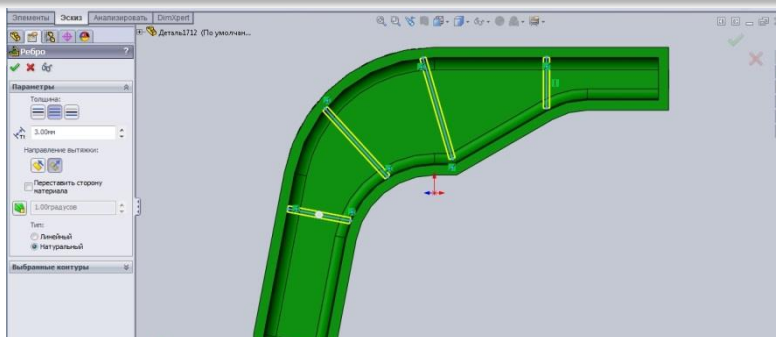 Элементы Эскиз Анализировать DimXpert
Деталь1712 (По умолчан...
Ребро ?
Параметры
Толщина:
3.00mm
Направление вытяжки:
Переставить сторону
материала
1.00градусов
Тип:
Линейный
Натуральный
Выбранные контуры